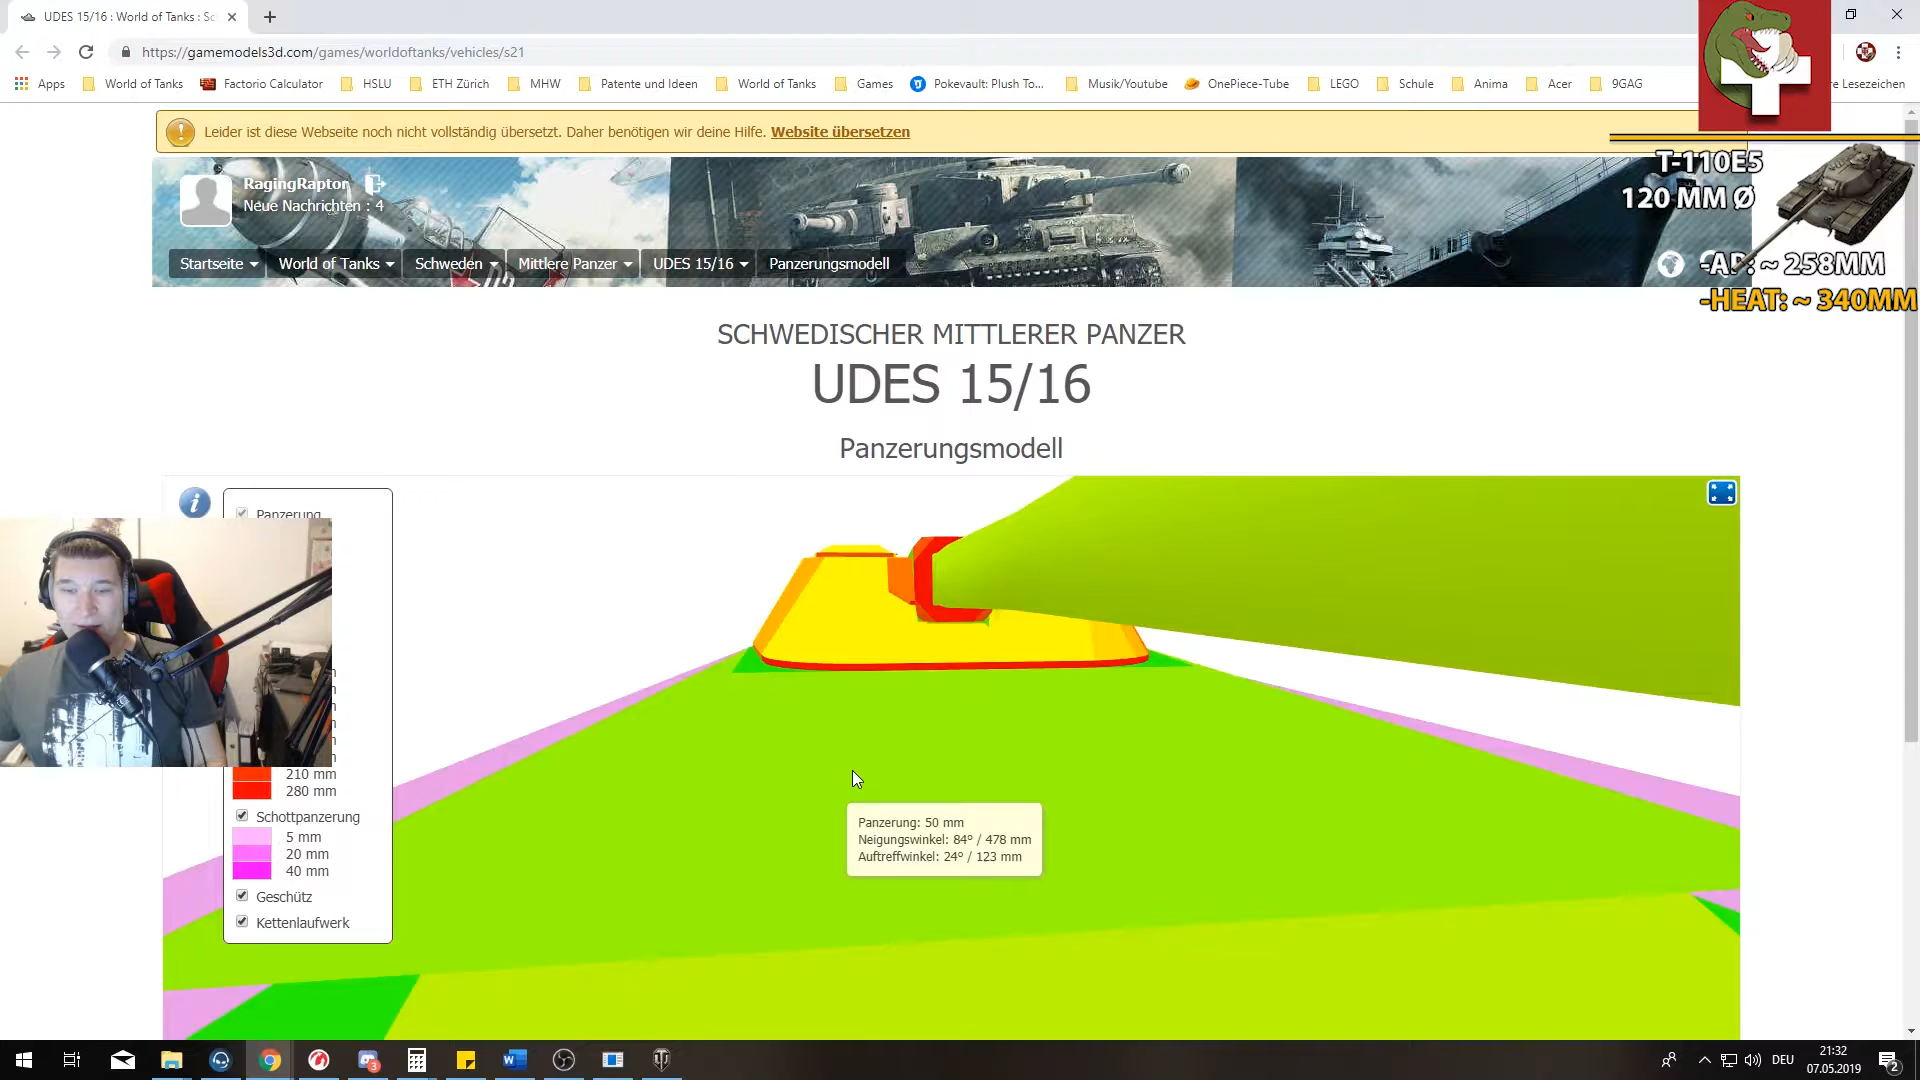 UDES 15/16 : World of Tanks : Sc
https://gamemodels3d.com/games/worldoftanks/vehicles/s21
Apps
World of Tanks
Factorio Calculator
HSLU
ETH Zürich
MHW
Patente und Ideen
World of Tanks
Games
Pokevault: Plush To...
Musik/Youtube
OnePiece-Tube
LEGO
Schule
Anima
Acer
9GAG
re Lesezeichen
Leider ist diese Webseite noch nicht vollständig übersetzt. Daher benötigen wir deine Hilfe. Website übersetzen
RagingRaptor
Neue Nachrichten : 4
T-110E5
120 MM Ø
-AP: ~ 258MM
-HEAT: ~ 340MM
Startseite
World of Tanks
Schweden
Mittlere Panzer
UDES 15/16
Panzerungsmodell
SCHWEDISCHER MITTLERER PANZER
UDES 15/16
Panzerungsmodell
Panzerung
210 mm
280 mm
Schottpanzerung
5 mm
20 mm
40 mm
Geschütz
Kettenlaufwerk
Panzerung: 50 mm
Neigungswinkel: 84° / 478 mm
Auftreffwinkel: 24° / 123 mm
3
DEU
21:32
07.05.2019
2